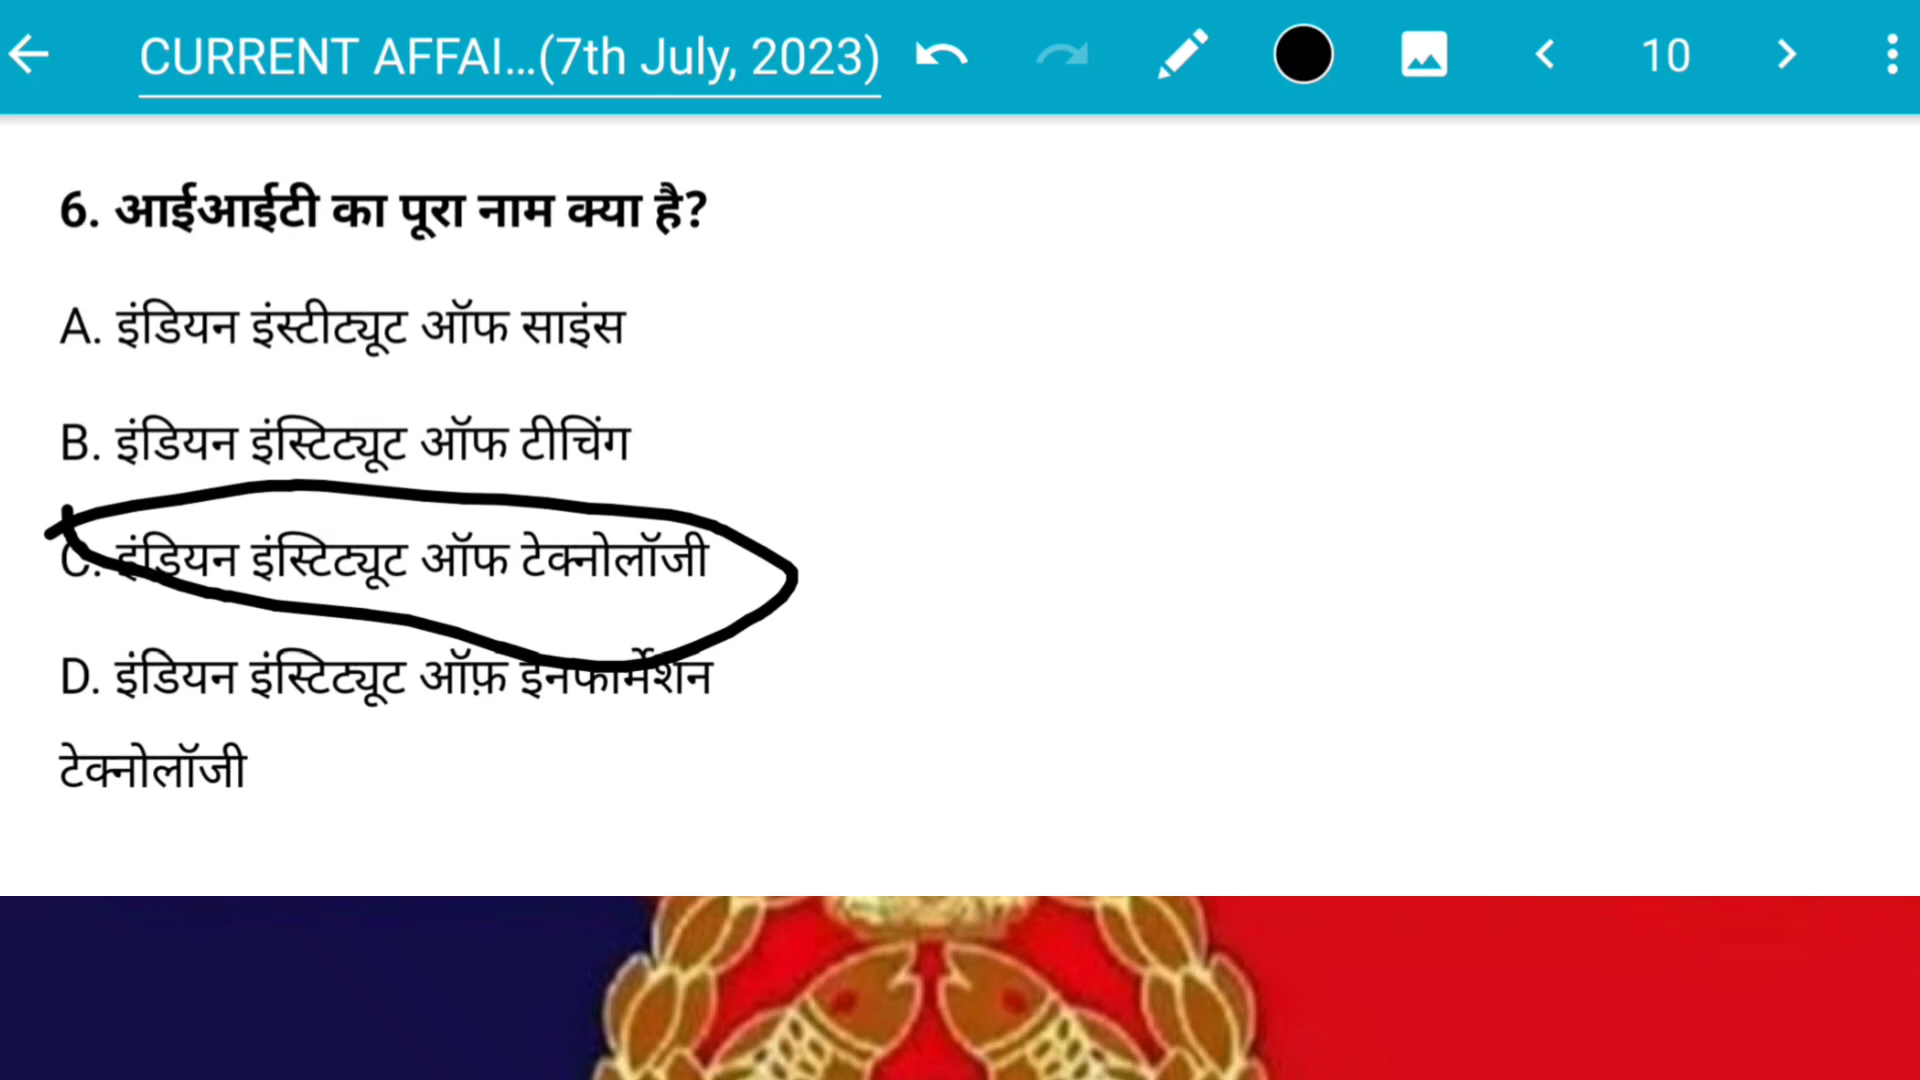 CURRENT AFFAI...(7th July, 2023) 10
6. आईआईटी का पूरा नाम क्या है?
A. इंडियन इंस्टीट्यूट ऑफ साइंस
B. इंडियन इंस्टिट्यूट ऑफ टीचिंग
C. इंडियन इंस्टिट्यूट ऑफ टेक्नोलॉजी
D. इंडियन इंस्टिट्यूट ऑफ़ इनफार्मेशन
टेक्नोलॉजी